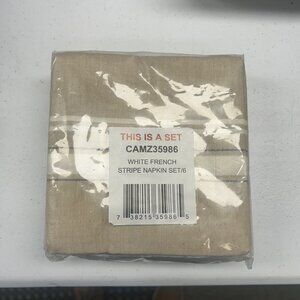 THIS IS A SET
CAMZ35986
WHITE FRENCH
STRIPE NAPKIN SET/6
7 38215 35986 5